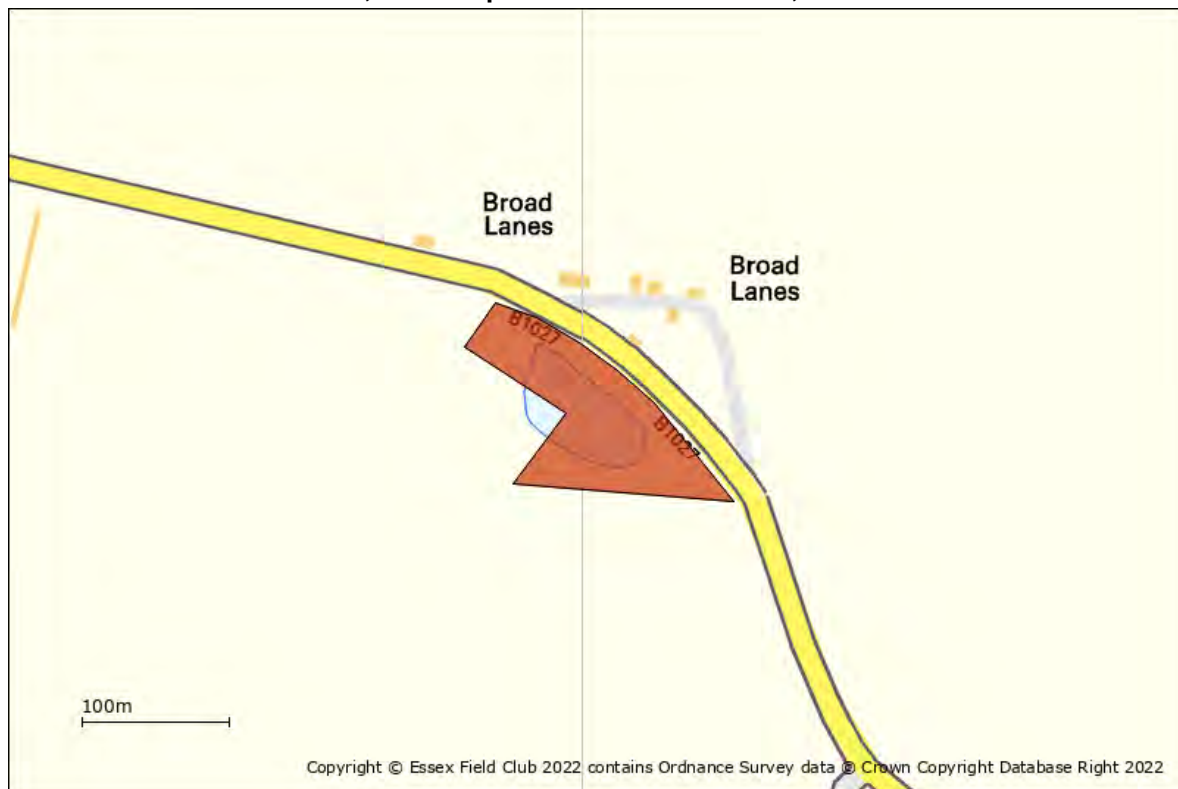 Broad
Lanes
Broad
Lanes
B1027
B1027
100m
Copyright © Essex Field Club 2022 contains Ordnance Survey data @ Crown Copyright Database Right 2022